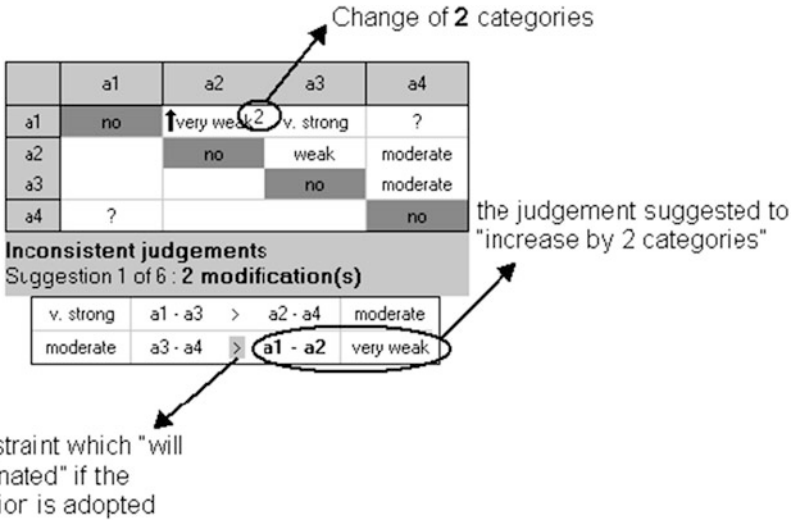 Change of 2 categories
a1 a2 a3 a4
a1 no very weak 2 v. strong ?
a2 no weak moderate
a3 no moderate
a4 ? no
the judgement suggested to
"increase by 2 categories"
Inconsistent judgements
Suggestion 1 of 6 : 2 modification(s)
v. strong a1 - a3 > a2 - a4 moderate
moderate a3 - a4 > a1 - a2 very weak
straint which "will
nated" if the
ior is adopted